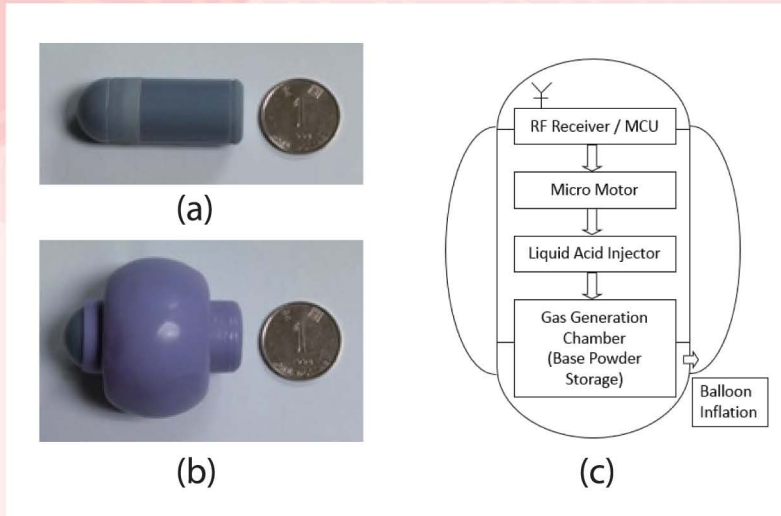 (a)
(b)
RF Receiver / MCU
Micro Motor
Liquid Acid Injector
Gas Generation
Chamber
(Base Powder
Storage)
Balloon
Inflation
(c)